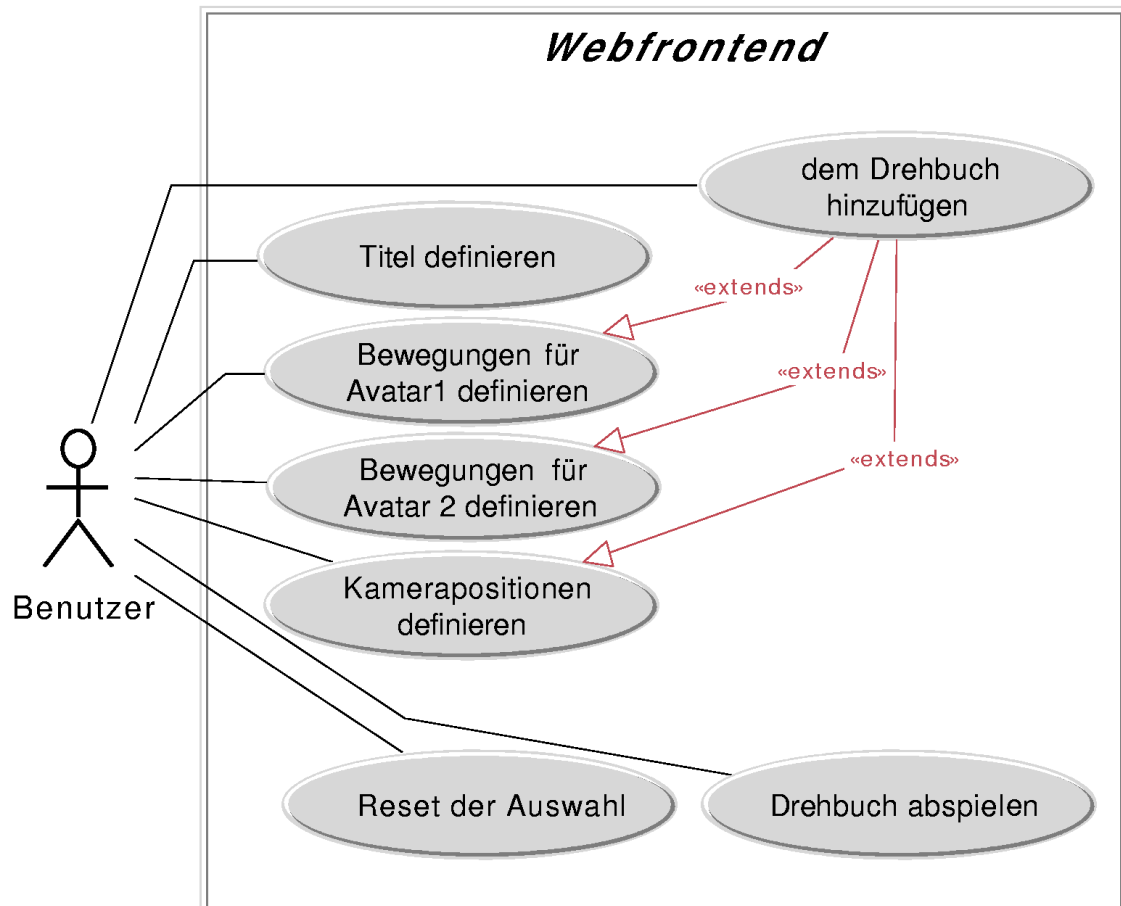 Webfrontend
dem Drehbuch
hinzufügen
Titel definieren
«extends»
Bewegungen für
Avatar1 definieren
«extends»
Bewegungen für
Avatar 2 definieren
«extends»
Kamerapositionen
definieren
Benutzer
Reset der Auswahl
Drehbuch abspielen